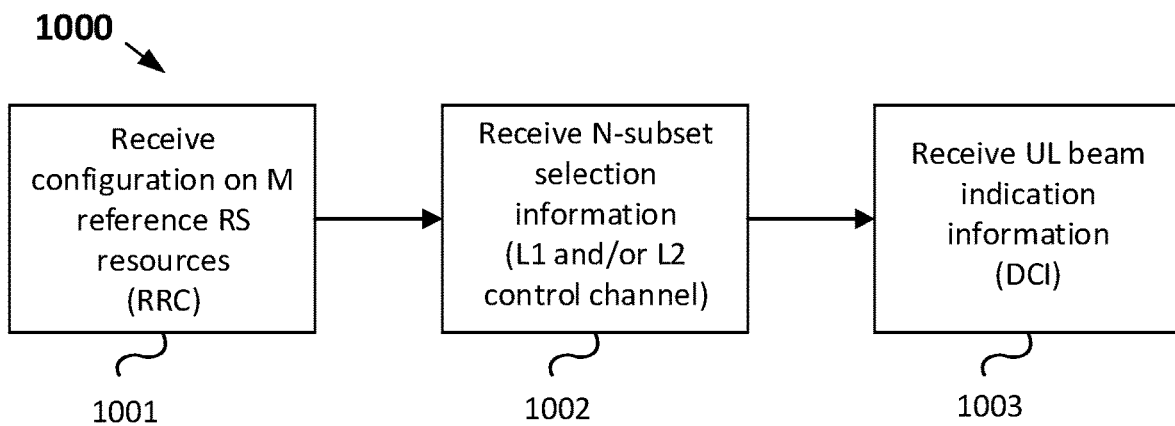 1000
Receive
configuration on M
reference RS
resources
(RRC)
Receive N-subset
selection
information
(L1 and/or L2
control channel)
Receive UL beam
indication
information
(DCI)
1001
1002
1003